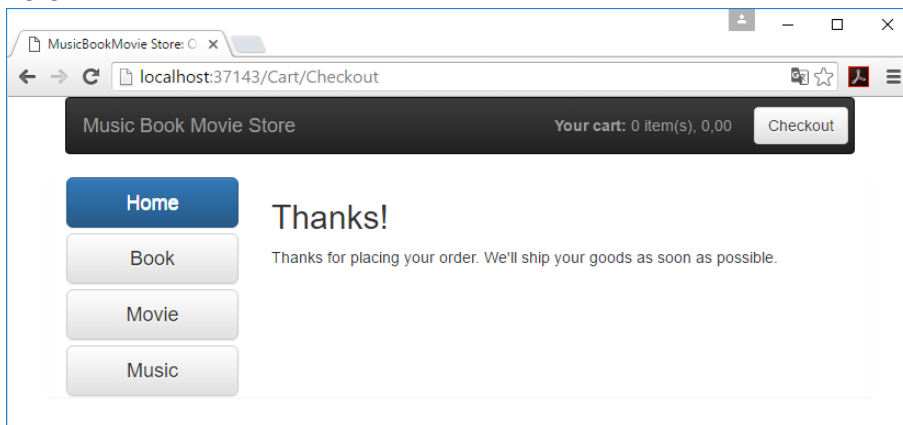 MusicBookMovie Store: O
localhost:37143/Cart/Checkout
Music Book Movie Store
Your cart: 0 item(s), 0,00
Checkout
Home
Thanks!
Book
Thanks for placing your order. We'll ship your goods as soon as possible.
Movie
Music